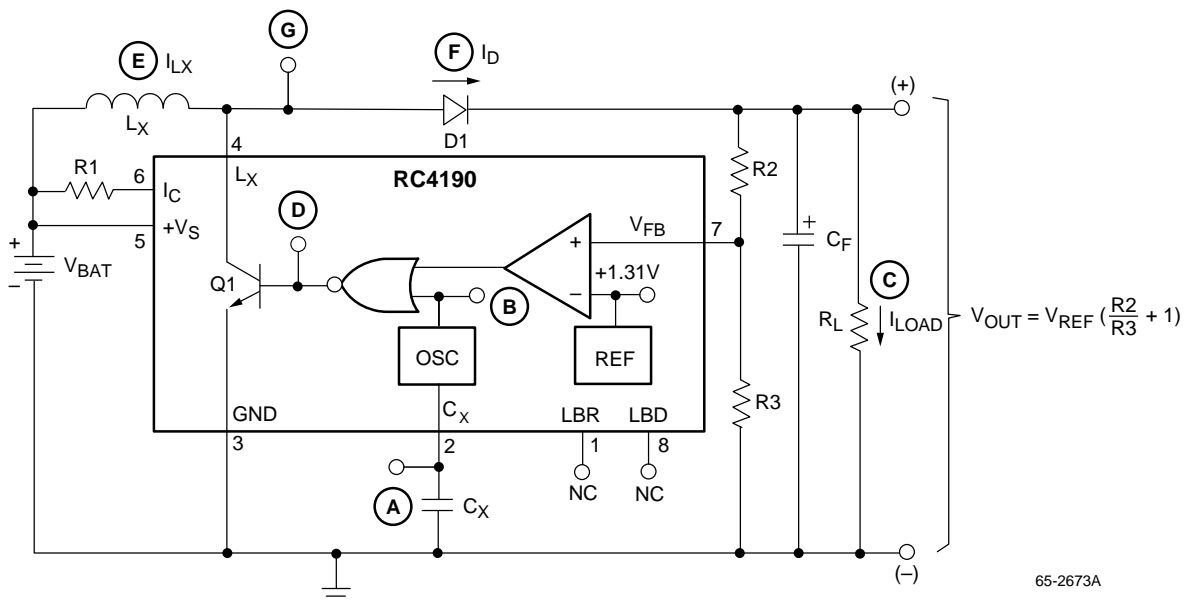 G
E I_LX
F I_D
(+)
L_X
4
D1
R1
6
L_X
RC4190
R2
I_C
D
V_FB
7
+V_S
5
+
+
C_F
+
V_BAT
–
Q1
+1.31V
–
B
C
R_L
I_LOAD
V_OUT = V_REF (R2/R3 + 1)
OSC
REF
R3
GND
C_X
LBR
LBD
3
2
1
8
A
C_X
NC
NC
(–)
65-2673A